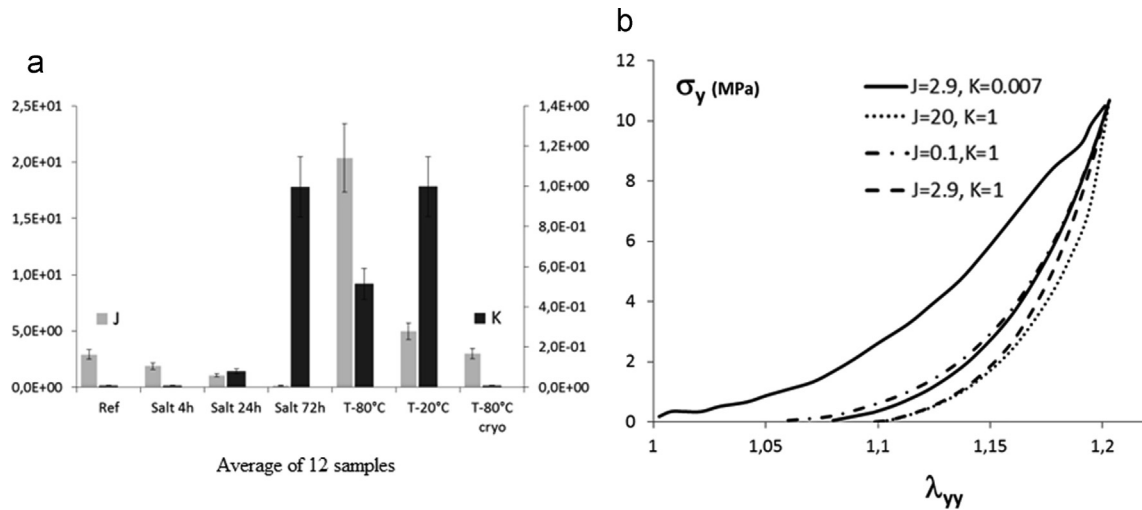 a
2,5E+01
2,0E+01
1,5E+01
1,0E+01
5,0E+00
0,0E+00
1,4E+00
1,2E+00
1,0E+00
8,0E-01
6,0E-01
4,0E-01
2,0E-01
0,0E+00
J
K
Ref
Salt 4h
Salt 24h
Salt 72h
T-80°C
T-20°C
T-80°C
cryo
Average of 12 samples
b
σy (MPa)
12
10
8
6
4
2
0
J=2.9, K=0.007
J=20, K=1
J=0.1,K=1
J=2.9, K=1
1
1,05
1,1
1,15
1,2
λyy